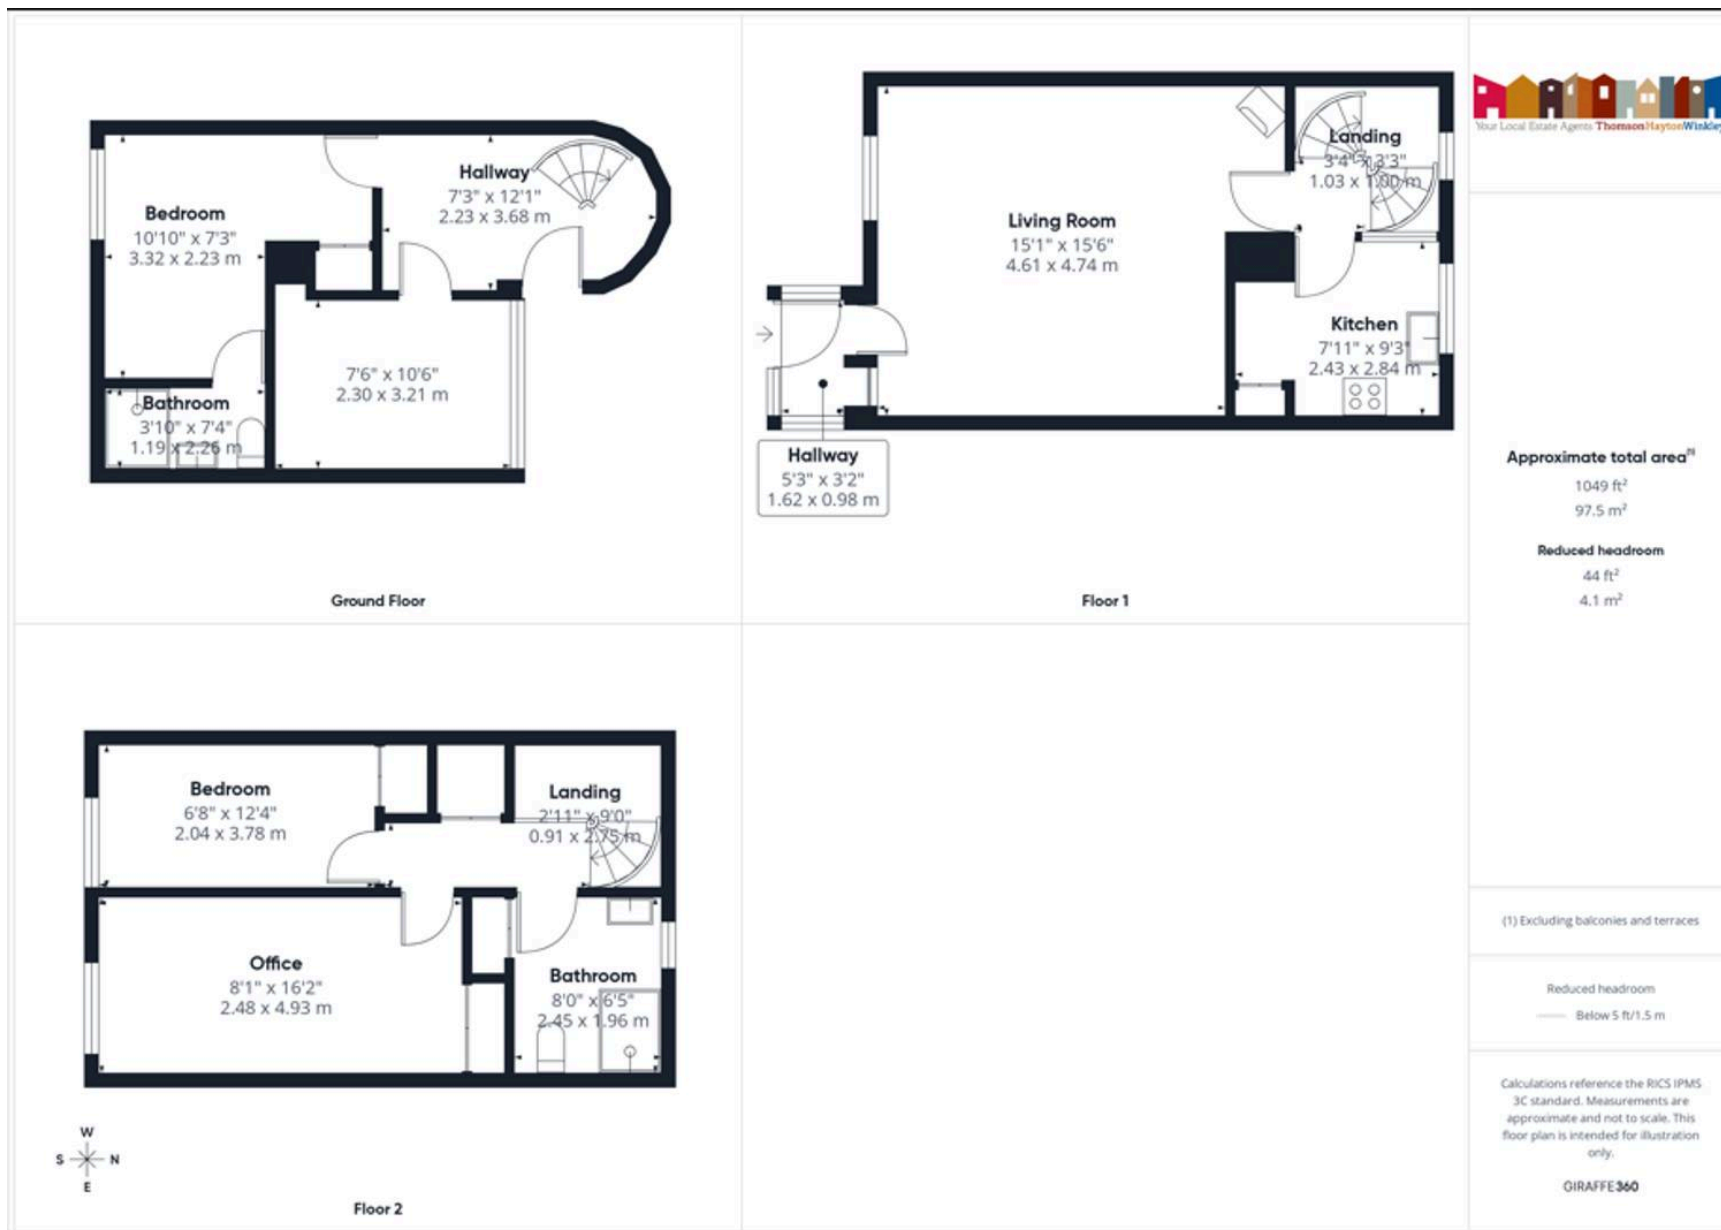 Bedroom
10'10" x 7'3"
3.32 x 2.23 m
Hallway
7'3" x 12'1"
2.23 x 3.68 m
7'6" x 10'6"
2.30 x 3.21 m
Bathroom
3'10" x 7'4"
1.19 x 2.26 m
Ground Floor
Living Room
15'1" x 15'6"
4.61 x 4.74 m
Landing
3'4" x 3'3"
1.03 x 1.00 m
Kitchen
7'11" x 9'3"
2.43 x 2.84 m
Hallway
5'3" x 3'2"
1.62 x 0.98 m
Floor 1
Bedroom
6'8" x 12'4"
2.04 x 3.78 m
Landing
2'11" x 9'0"
0.91 x 2.75 m
Office
8'1" x 16'2"
2.48 x 4.93 m
Bathroom
8'0" x 6'5"
2.45 x 1.96 m
W
S N
E
Floor 2
Your Local Estate Agents ThomsonHaytonWinkley
Approximate total area(1)
1049 ft²
97.5 m²
Reduced headroom
44 ft²
4.1 m²
(1) Excluding balconies and terraces
Reduced headroom
Below 5 ft/1.5 m
Calculations reference the RICS IPMS
3C standard. Measurements are
approximate and not to scale. This
floor plan is intended for illustration
only.
GIRAFFE360